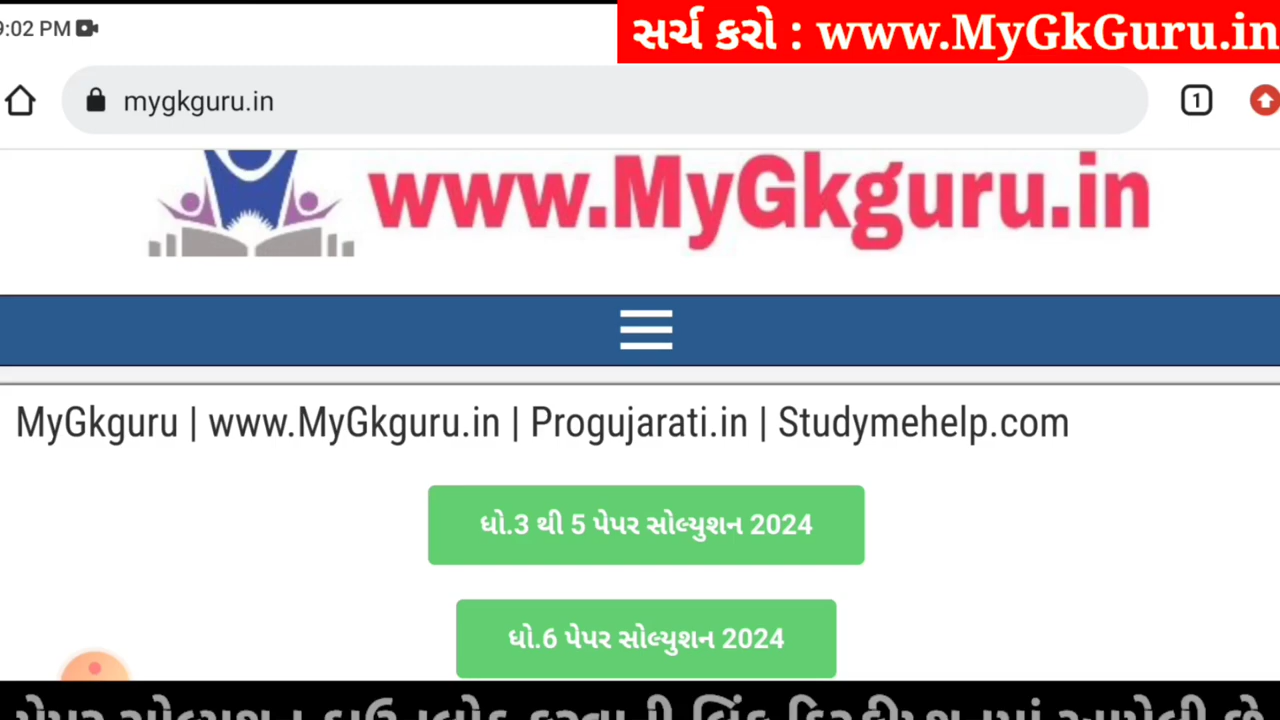 9:02 PM
સર્ચ કરો : www.MyGkGuru.in
mygkguru.in
1
www.MyGkguru.in
MyGkguru | www.MyGkguru.in | Progujarati.in | Studymehelp.com
ધો.3 થી 5 પેપર સોલ્યુશન 2024
ધો.6 પેપર સોલ્યુશન 2024